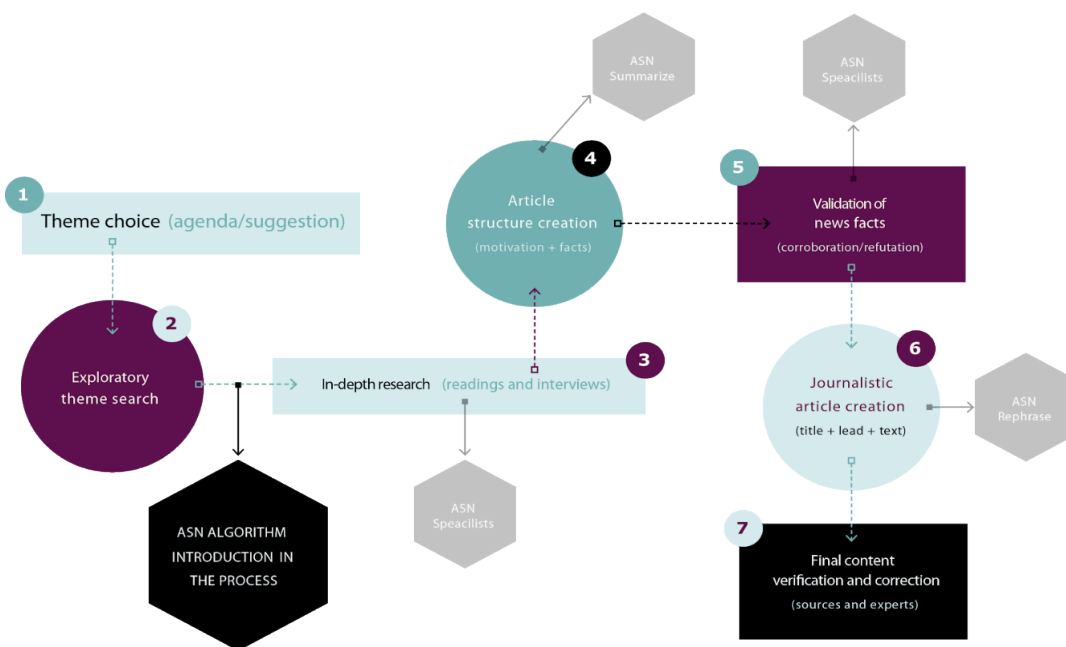 1
Theme choice (agenda/suggestion)
2
Exploratory
theme search
ASN ALGORITHM
INTRODUCTION IN
THE PROCESS
3
In-depth research (readings and interviews)
ASN
Speacilists
4
Article
structure creation
(motivation + facts)
ASN
Summarize
5
Validation of
news facts
(corroboration/refutation)
ASN
Speacilists
6
Journalistic
article creation
(title + lead + text)
ASN
Rephrase
7
Final content
verification and correction
(sources and experts)